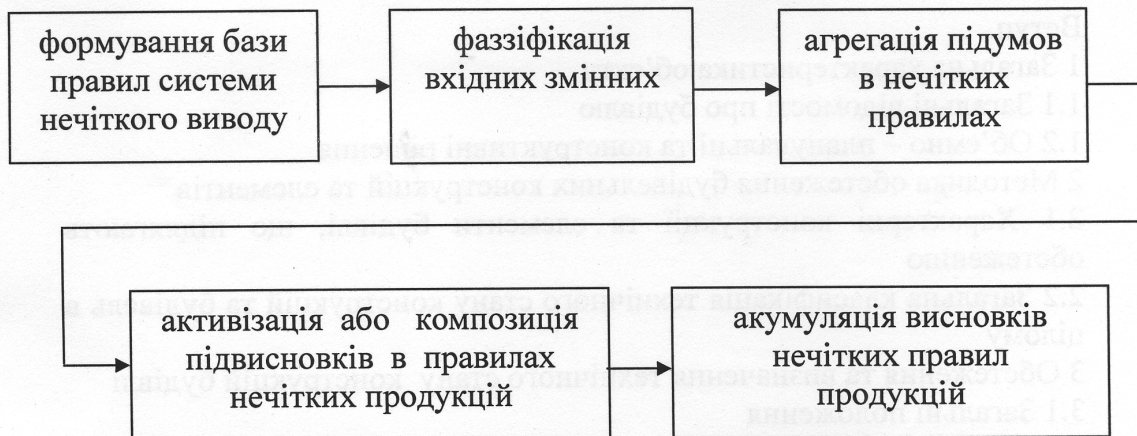 формування бази
правил системи
нечіткого виводу
фаззіфікація
вхідних змінних
агрегація підумов
в нечітких
правилах
активізація або композиція
підвисновків в правилах
нечітких продукцій
акумуляція висновків
нечітких правил
продукцій